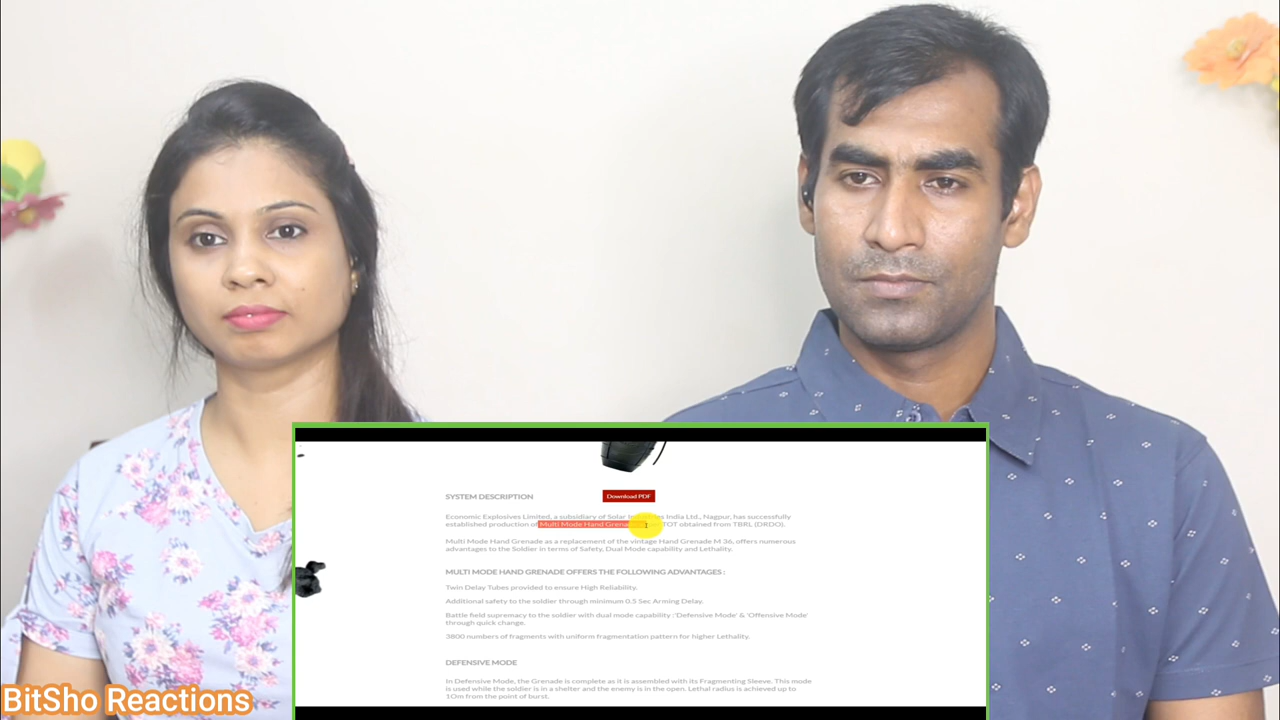 SYSTEM DESCRIPTION
Download PDF
Economic Explosives Limited, a subsidiary of Solar Industries India Ltd., Nagpur, has successfully
established production of Multi Mode Hand Grenade TOT obtained from TBRL (DRDO).
Multi Mode Hand Grenade as a replacement of the vintage Hand Grenade M 36, offers numerous
advantages to the Soldier in terms of Safety, Dual Mode capability and Lethality.
MULTI MODE HAND GRENADE OFFERS THE FOLLOWING ADVANTAGES :
Twin Delay Tubes provided to ensure High Reliability.
Additional safety to the soldier through minimum 0.5 Sec Arming Delay.
Battle field supremacy to the soldier with dual mode capability :'Defensive Mode' & 'Offensive Mode'
through quick change.
3800 numbers of fragments with uniform fragmentation pattern for higher Lethality.
DEFENSIVE MODE
In Defensive Mode, the Grenade is complete as it is assembled with its Fragmenting Sleeve, This mode
is used while the soldier is in a shelter and the enemy is in the open. Lethal radius is achieved up to
10m from the point of burst.
BitSho Reactions